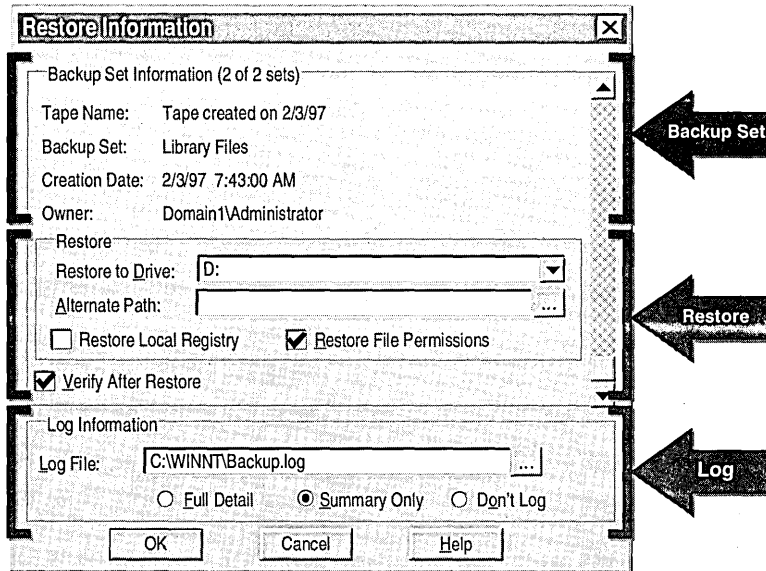 Restore Information
Backup Set Information (2 of 2 sets)
Tape Name: Tape created on 2/3/97
Backup Set: Library Files
Creation Date: 2/3/97 7:43:00 AM
Owner: Domain1\Administrator
Backup Set
Restore
Restore to Drive: D:
Alternate Path: ...
Restore Local Registry Restore File Permissions
Verify After Restore
Restore
Log Information
Log File: C:\WINNT\Backup.log ...
Full Detail Summary Only Don't Log
Log
OK Cancel Help